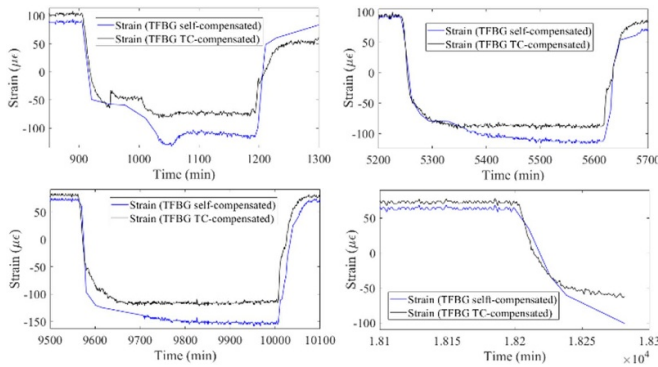 100
50
0
-50
-100
Strain (TFBG self-compensated)
Strain (TFBG TC-compensated)
Strain (με)
900 1000 1100 1200 1300
Time (min)
100
50
0
-50
-100
Strain (TFBG self-compensated)
Strain (TFBG TC-compensated)
Strain (με)
5200 5300 5400 5500 5600 5700
Time (min)
50
0
-50
-100
-150
Strain (TFBG self-compensated)
Strain (TFBG TC-compensated)
Strain (με)
9500 9600 9700 9800 9900 10000 10100
Time (min)
100
50
0
-50
-100
Strain (TFBG selft-compensated)
Strain (TFBG TC-compensated)
Strain (με)
1.81 1.815 1.82 1.825 1.83
Time (min)
×10⁴